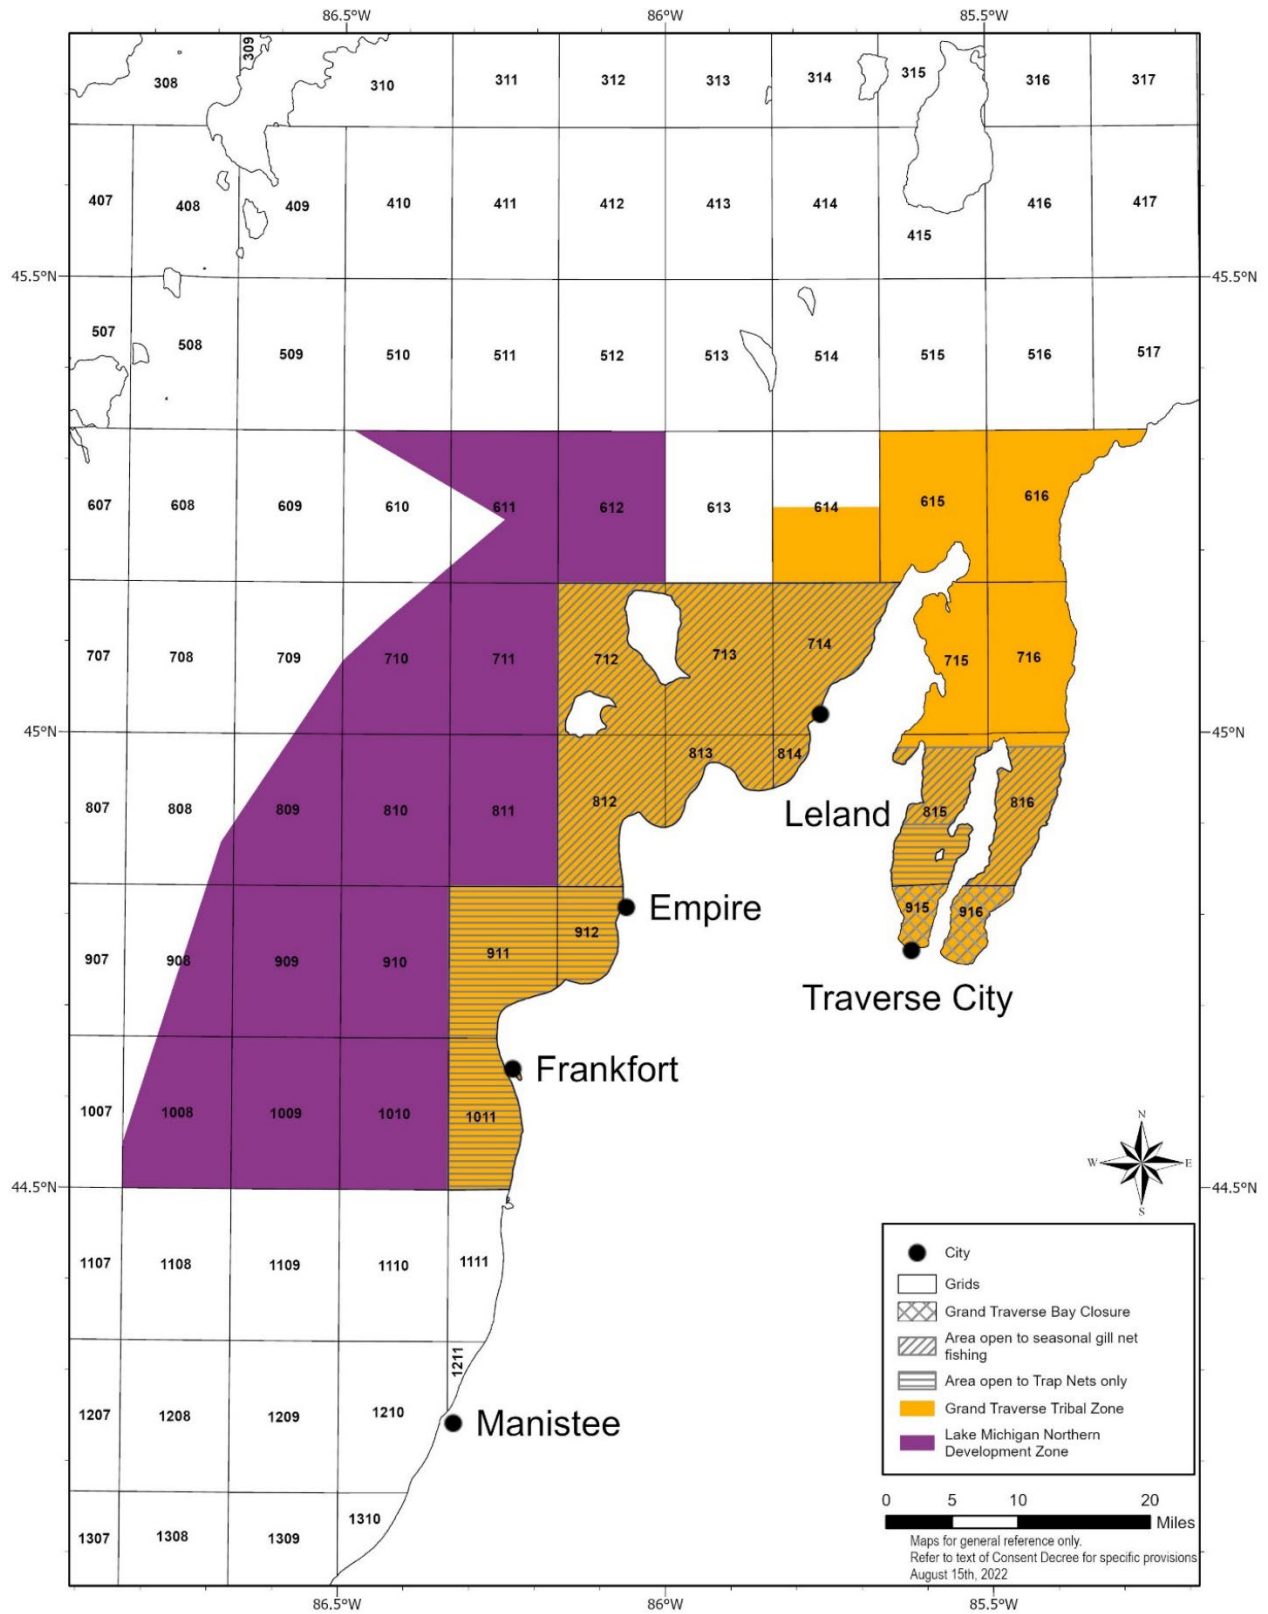 86.5°W 86°W 85.5°W
309
308 310 311 312 313 314 315 316 317
407 408 409 410 411 412 413 414 416 417
415
45.5°N 45.5°N
507 508 509 510 511 512 513 514 515 516 517
607 608 609 610 611 612 613 614 615 616
707 708 709 710 711 712 713 714 715 716
45°N 45°N
813 814
807 808 809 810 811 812 815 816
Leland
Empire
915 916
907 908 909 910 911 912
Traverse City
Frankfort
1007 1008 1009 1010 1011
N
W E
S
44.5°N 44.5°N
1107 1108 1109 1110 1111
1211
1207 1208 1209 1210
Manistee
1307 1308 1309 1310
City
Grids
Grand Traverse Bay Closure
Area open to seasonal gill net
fishing
Area open to Trap Nets only
Grand Traverse Tribal Zone
Lake Michigan Northern
Development Zone
0 5 10 20
Miles
Maps for general reference only.
Refer to text of Consent Decree for specific provisions
August 15th, 2022
86.5°W 86°W 85.5°W